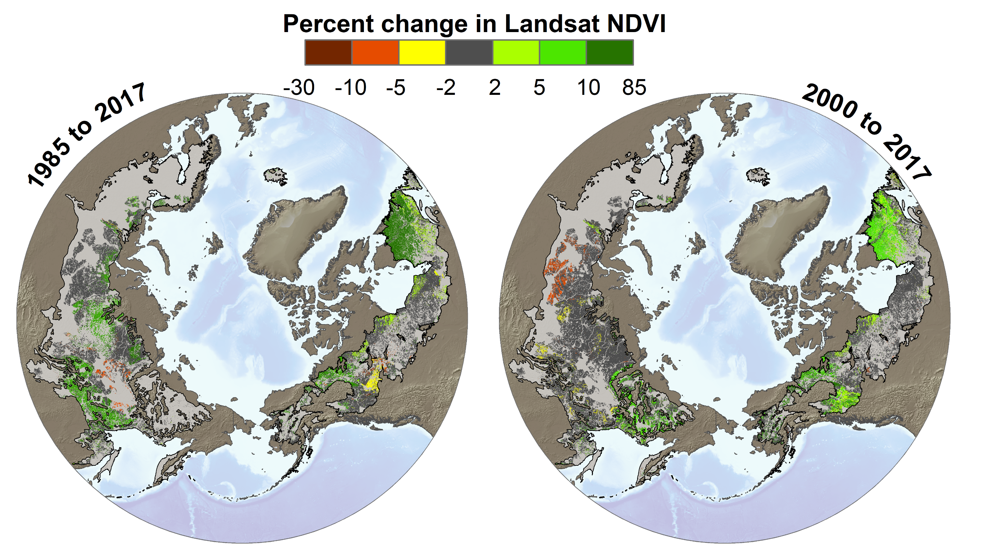 Percent change in Landsat NDVI
-30 -10 -5 -2 2 5 10 85
1985 to 2017
2000 to 2017